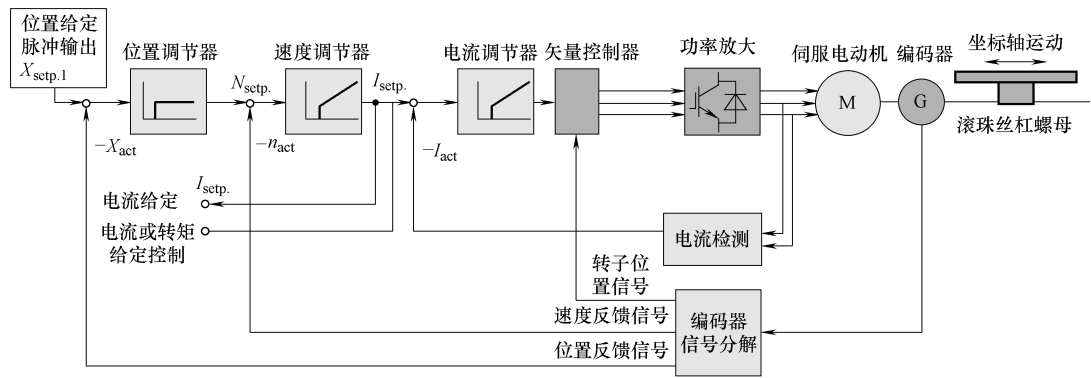 位置给定
脉冲输出
Xsetp.1
位置调节器
Nsetp.
速度调节器
Isetp.
电流调节器
矢量控制器
功率放大
伺服电动机
编码器
坐标轴运动
M
G
滚珠丝杠螺母
−Xact
−nact
−Iact
Isetp.
电流给定
电流或转矩
给定控制
电流检测
转子位
置信号
速度反馈信号
位置反馈信号
编码器
信号分解